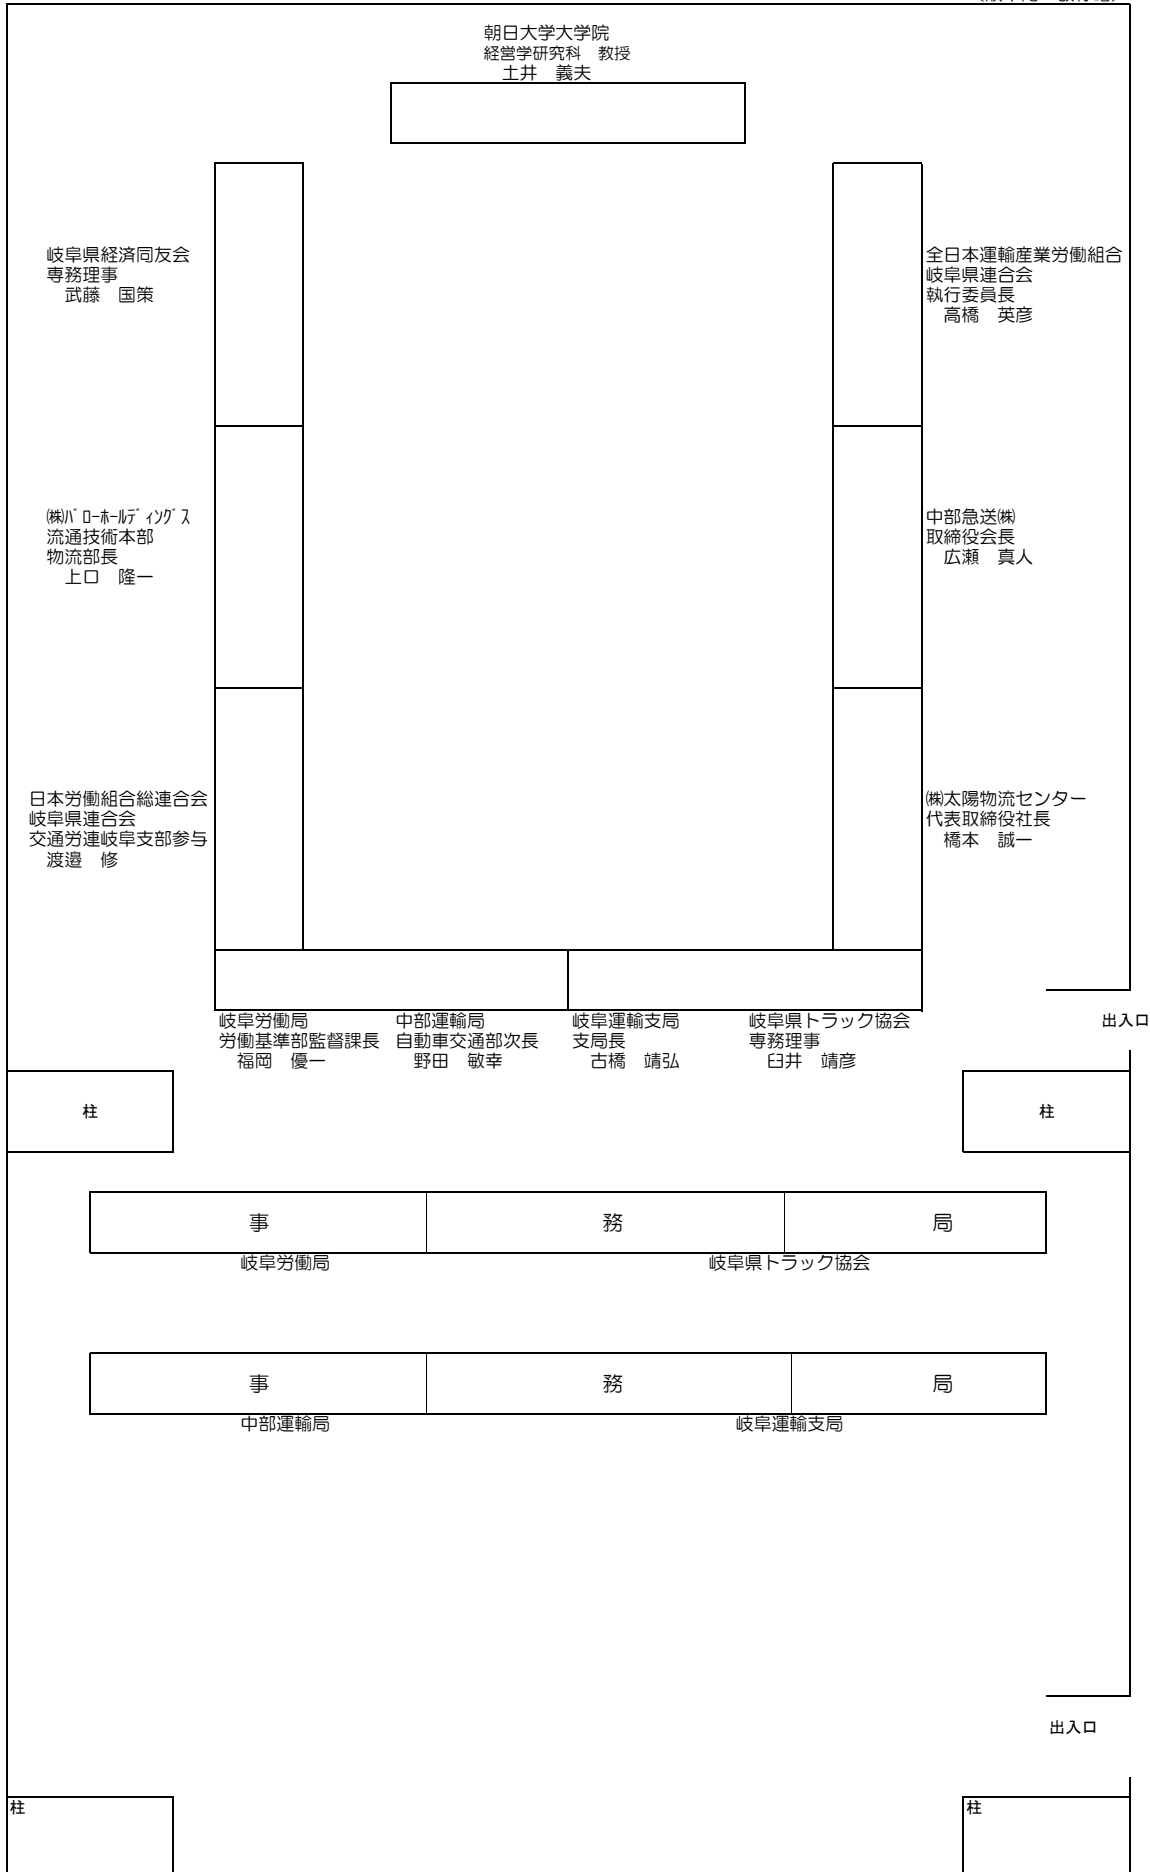 朝日大学大学院
経営学研究科　教授
土井　義夫
岐阜県経済同友会
専務理事
武藤　国策
全日本運輸産業労働組合
岐阜県連合会
執行委員長
高橋　英彦
㈱ﾊﾞﾛｰﾎｰﾙﾃﾞｨﾝｸﾞｽ
流通技術本部
物流部長
上口　隆一
中部急送㈱
取締役会長
広瀬　真人
日本労働組合総連合会
岐阜県連合会
交通労連岐阜支部参与
渡邉　修
㈱太陽物流センター
代表取締役社長
橋本　誠一
岐阜労働局
労働基準部監督課長
福岡　優一
中部運輸局
自動車交通部次長
野田　敏幸
岐阜運輸支局
支局長
古橋　靖弘
岐阜県トラック協会
専務理事
臼井　靖彦
出入口
柱
柱
事　務　局
岐阜労働局
岐阜県トラック協会
事　務　局
中部運輸局
岐阜運輸支局
出入口
柱
柱